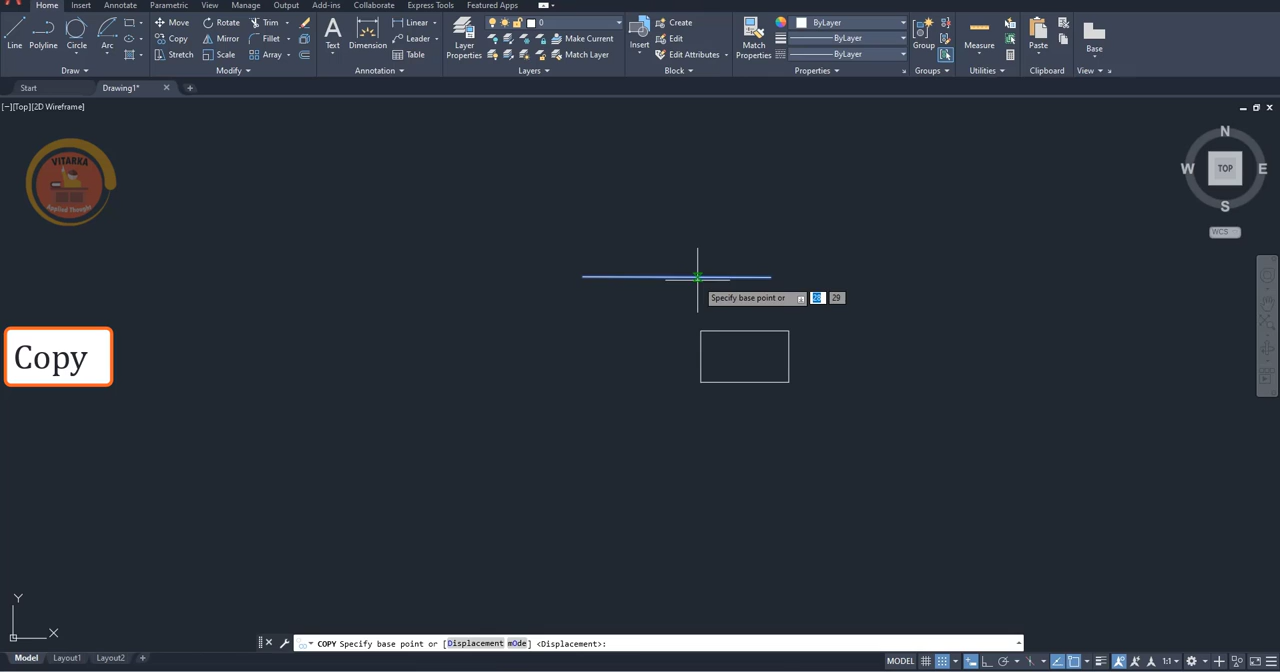 Home Insert Annotate Parametric View Manage Output Add-ins Collaborate Express Tools Featured Apps
Line Polyline Circle Arc
Move Rotate Trim
Copy Mirror Fillet
Stretch Scale Array
Text Dimension
Linear
Leader
Table
Layer Properties
0
Make Current
Match Layer
Insert
Create
Edit
Edit Attributes
Match Properties
ByLayer
ByLayer
ByLayer
Group
Measure
Paste
Base
Draw Modify Annotation Layers Block Properties Groups Utilities Clipboard View
Start Drawing1*
[–][Top][2D Wireframe]
VITARKA
Applied Thought
N
W TOP E
S
WCS
Specify base point or 29
Copy
Y
X
COPY Specify base point or [Displacement mOde] <Displacement>:
Model Layout1 Layout2
MODEL 1:1